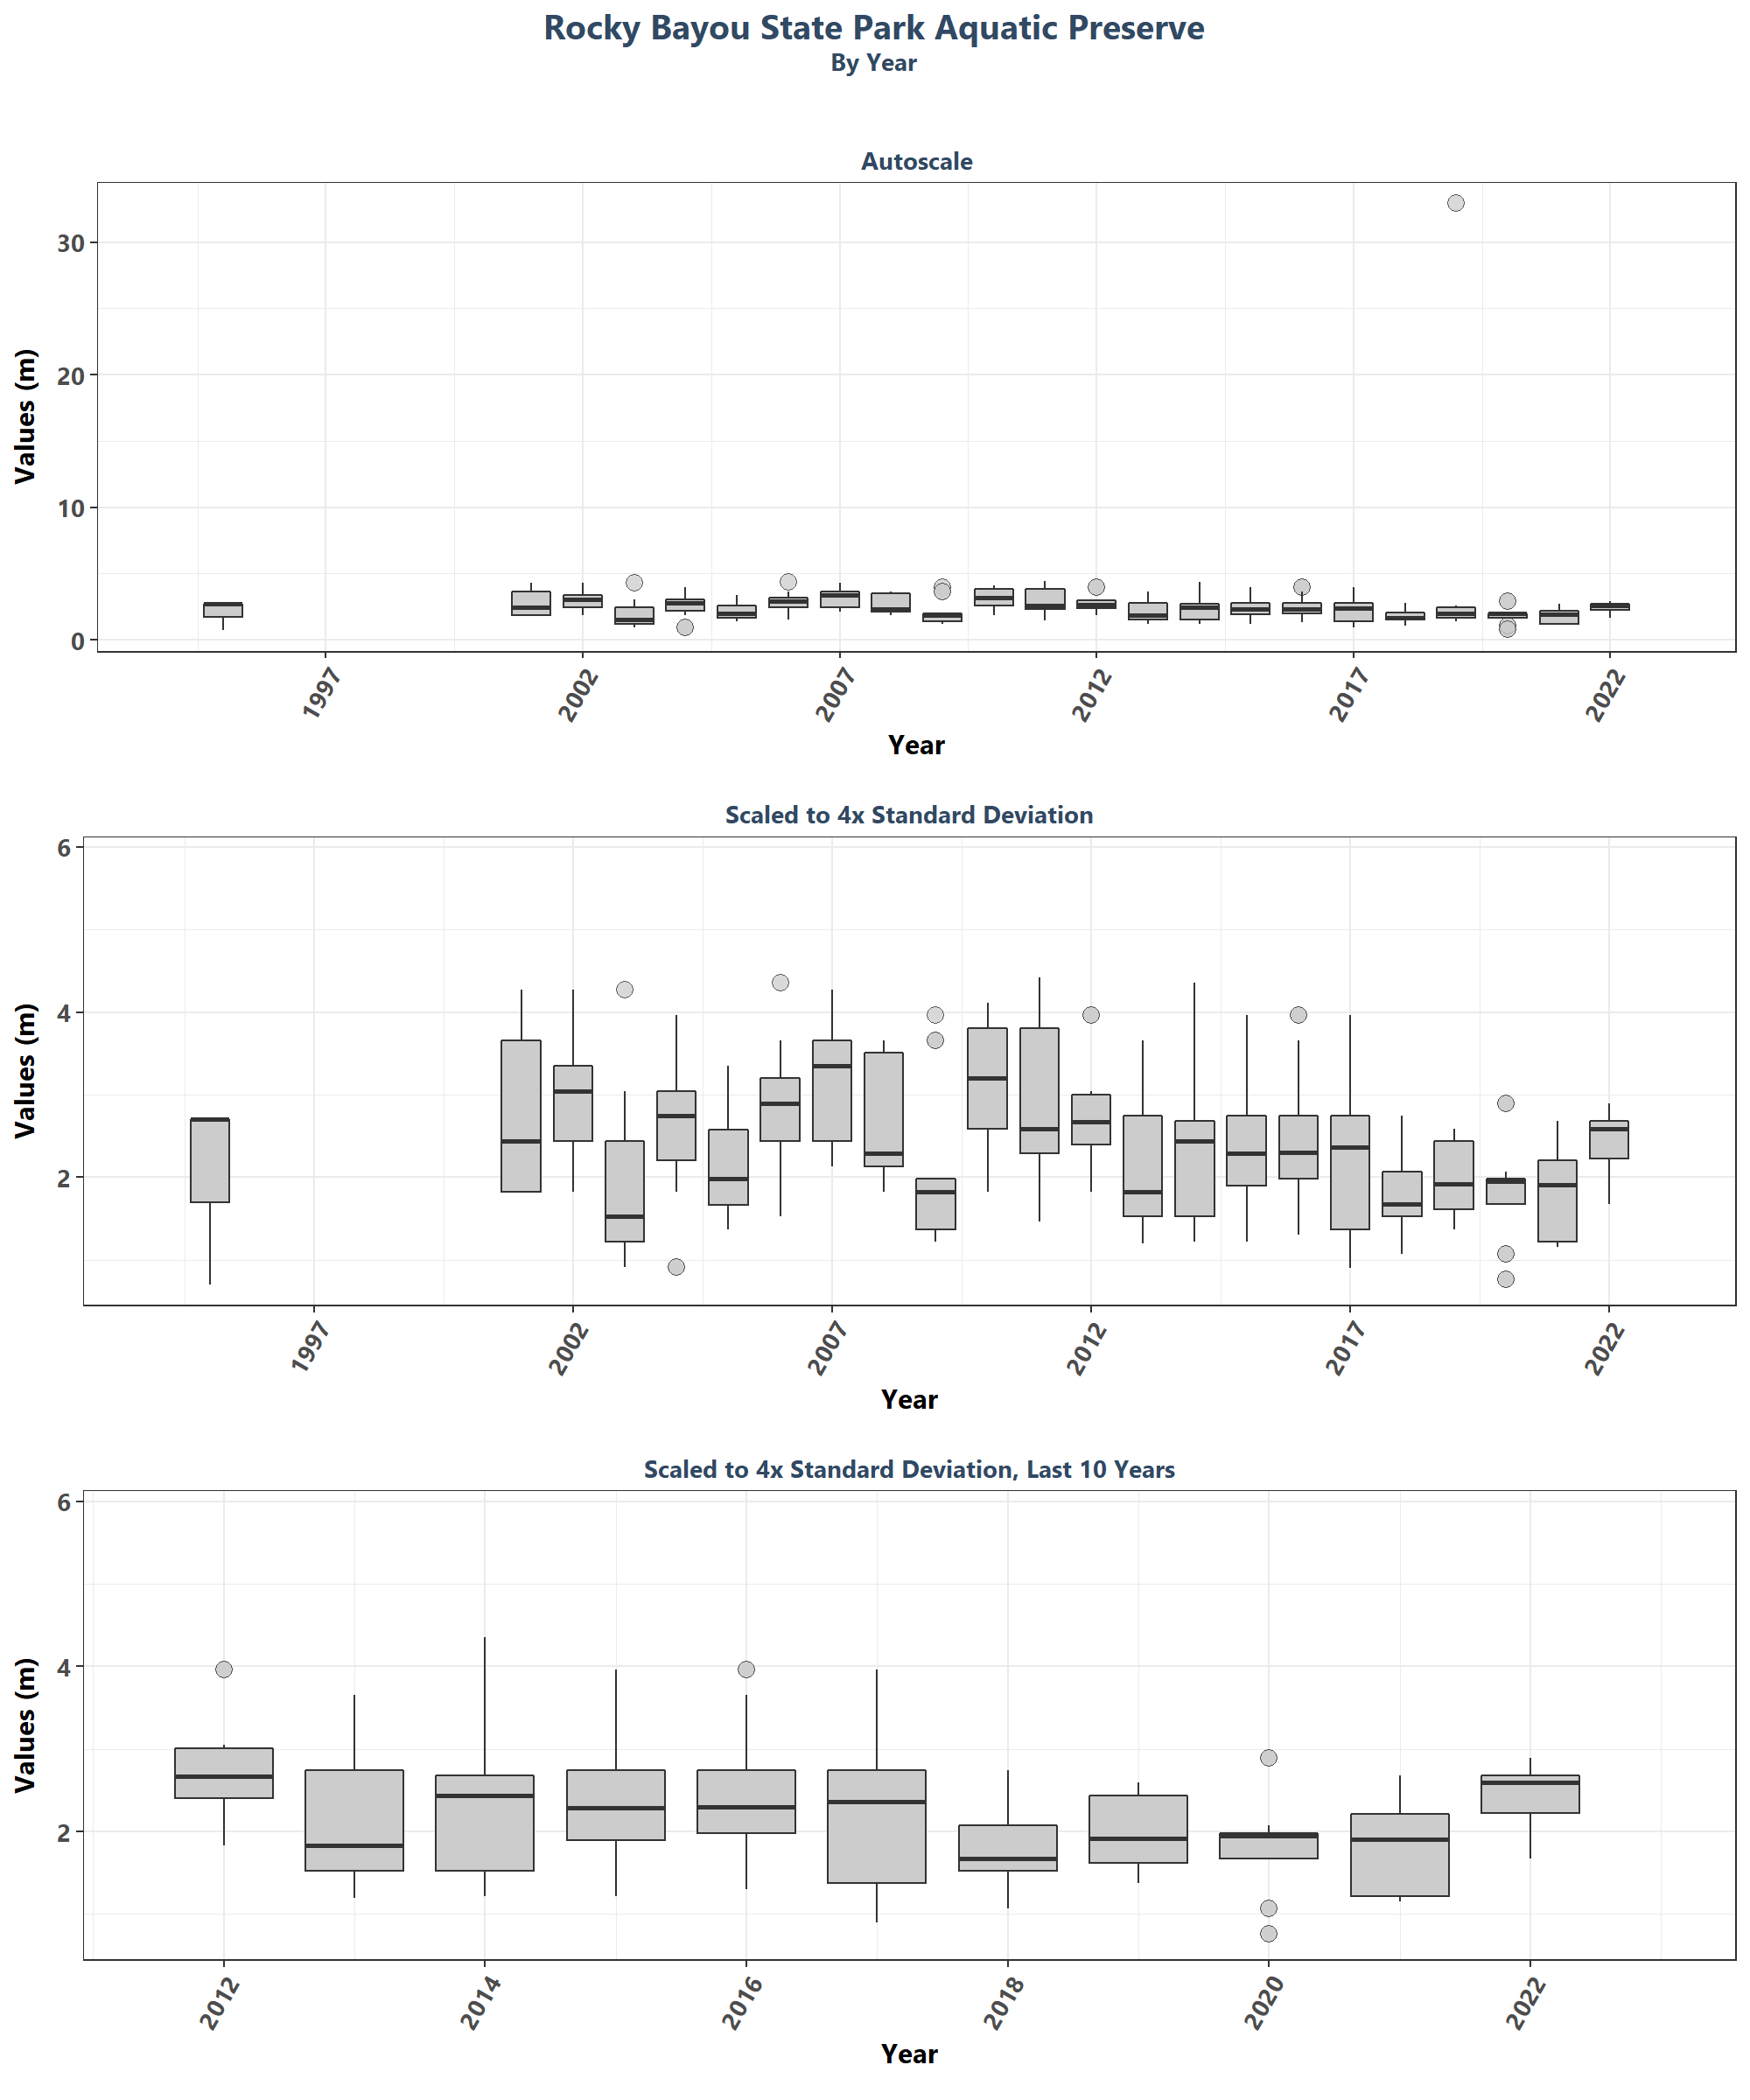 Rocky Bayou State Park Aquatic Preserve
By Year
Autoscale
Values (m)
30
20
10
0
1997
2002
2007
2012
2017
2022
Year
Scaled to 4x Standard Deviation
Values (m)
6
4
2
1997
2002
2007
2012
2017
2022
Year
Scaled to 4x Standard Deviation, Last 10 Years
Values (m)
6
4
2
2012
2014
2016
2018
2020
2022
Year